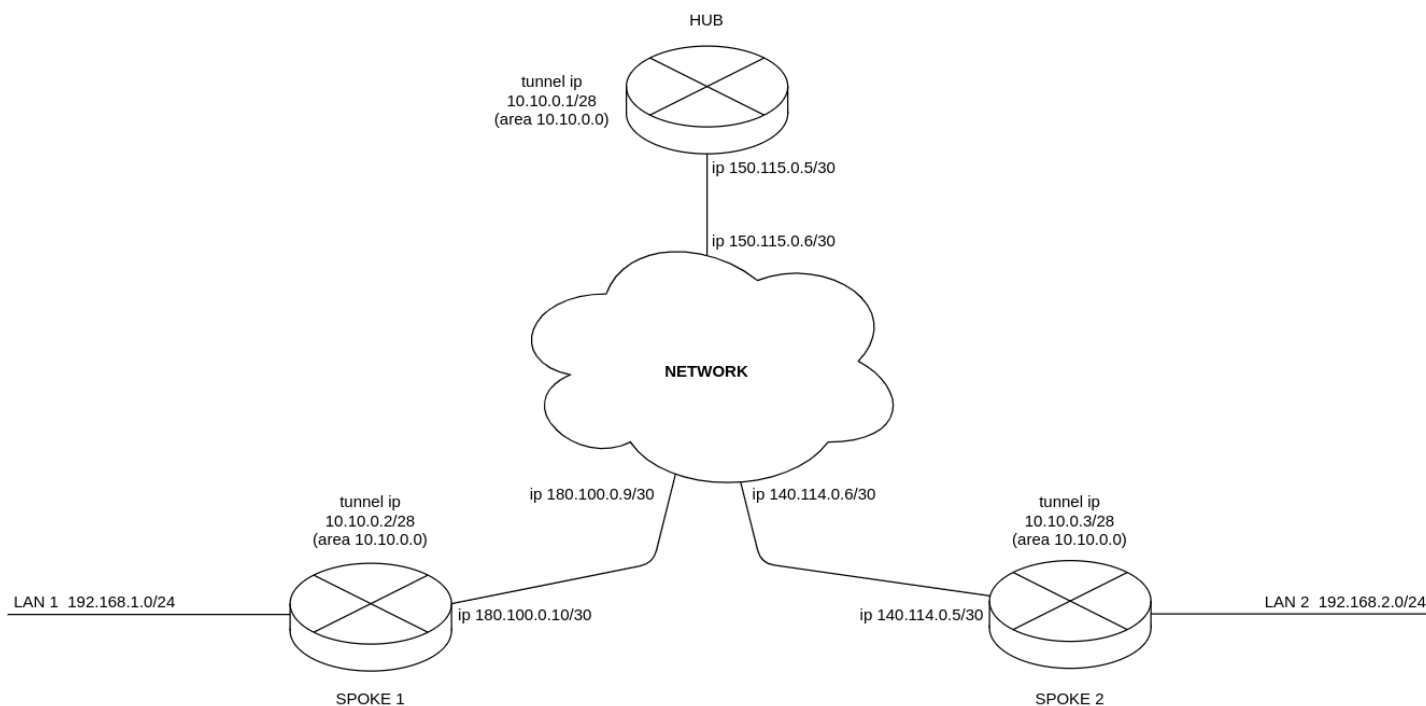 HUB
tunnel ip
10.10.0.1/28
(area 10.10.0.0)
ip 150.115.0.5/30
ip 150.115.0.6/30
NETWORK
ip 180.100.0.9/30
ip 140.114.0.6/30
tunnel ip
10.10.0.2/28
(area 10.10.0.0)
tunnel ip
10.10.0.3/28
(area 10.10.0.0)
LAN 1 192.168.1.0/24
ip 180.100.0.10/30
ip 140.114.0.5/30
LAN 2 192.168.2.0/24
SPOKE 1
SPOKE 2